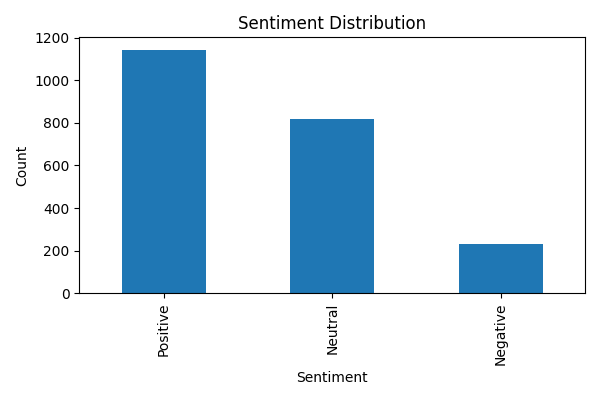 Sentiment Distribution
1200
1000
800
600
400
200
0
Count
Positive
Neutral
Negative
Sentiment